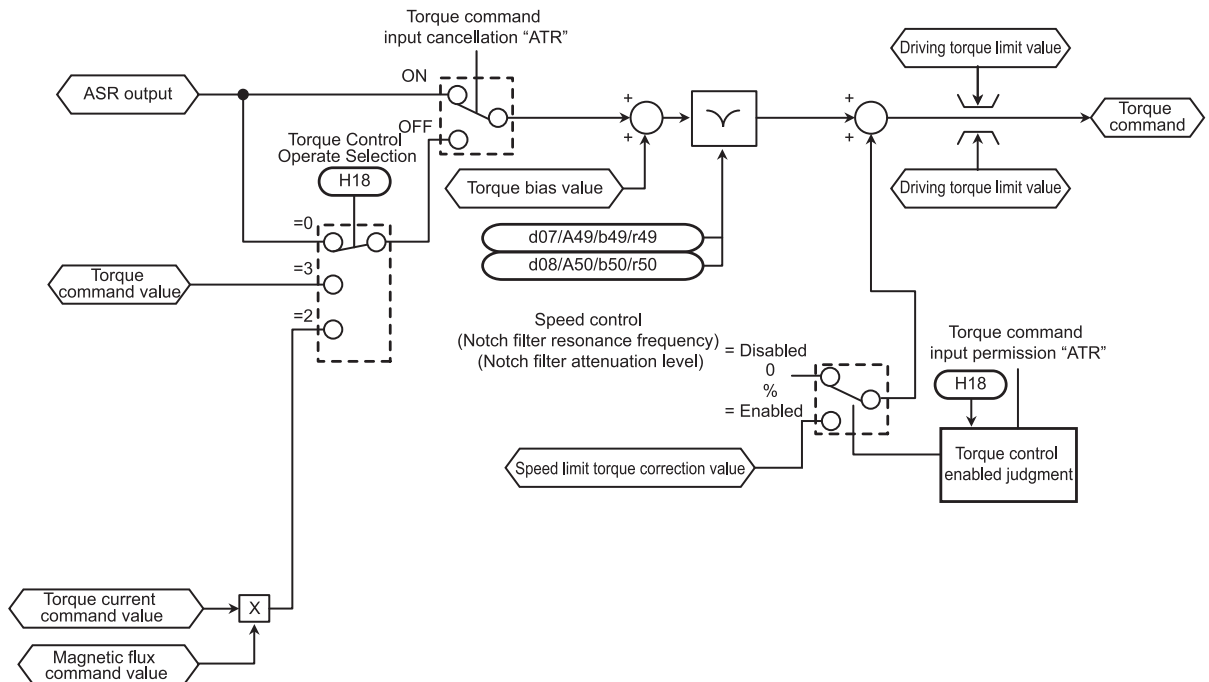 Torque command
input cancellation “ATR”
Driving torque limit value
ON
ASR output
Torque
command
+
+
+
+
OFF
Torque Control
Operate Selection
H18
Torque bias value
Driving torque limit value
=0
d07/A49/b49/r49
d08/A50/b50/r50
=3
Torque
command value
=2
Speed control
(Notch filter resonance frequency)
(Notch filter attenuation level)
= Disabled
0
%
= Enabled
Torque command
input permission “ATR”
H18
Speed limit torque correction value
Torque control
enabled judgment
Torque current
command value
X
Magnetic flux
command value